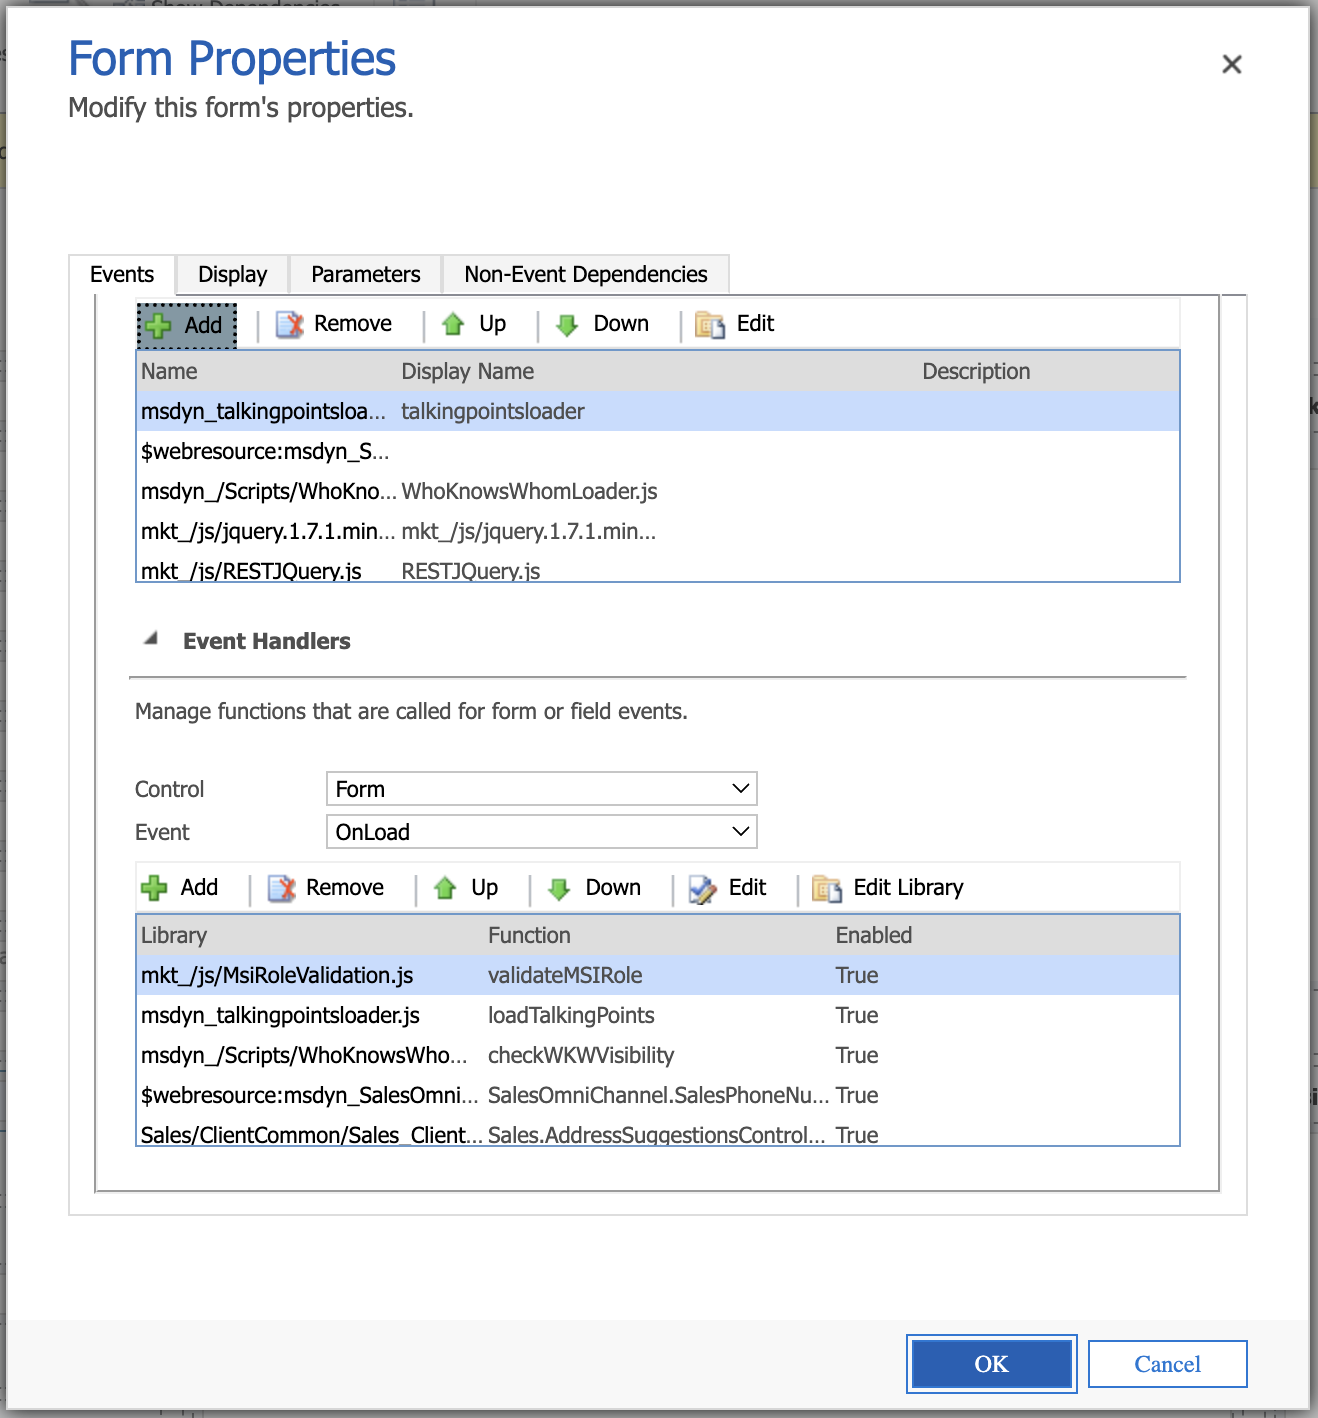 Show Dependencies
Form Properties
Modify this form's properties.
Events Display Parameters Non-Event Dependencies
Add Remove Up Down Edit
Name Display Name Description
msdyn_talkingpointsloa... talkingpointsloader
$webresource:msdyn_S...
msdyn_/Scripts/WhoKno... WhoKnowsWhomLoader.js
mkt_/js/jquery.1.7.1.min... mkt_/js/jquery.1.7.1.min...
mkt_/js/RESTJQuery.js RESTJQuery.js
Event Handlers
Manage functions that are called for form or field events.
Control Form
Event OnLoad
Add Remove Up Down Edit Edit Library
Library Function Enabled
mkt_/js/MsiRoleValidation.js validateMSIRole True
msdyn_talkingpointsloader.js loadTalkingPoints True
msdyn_/Scripts/WhoKnowsWho... checkWKWVisibility True
$webresource:msdyn_SalesOmni... SalesOmniChannel.SalesPhoneNu... True
Sales/ClientCommon/Sales_Client... Sales.AddressSuggestionsControl... True
OK Cancel